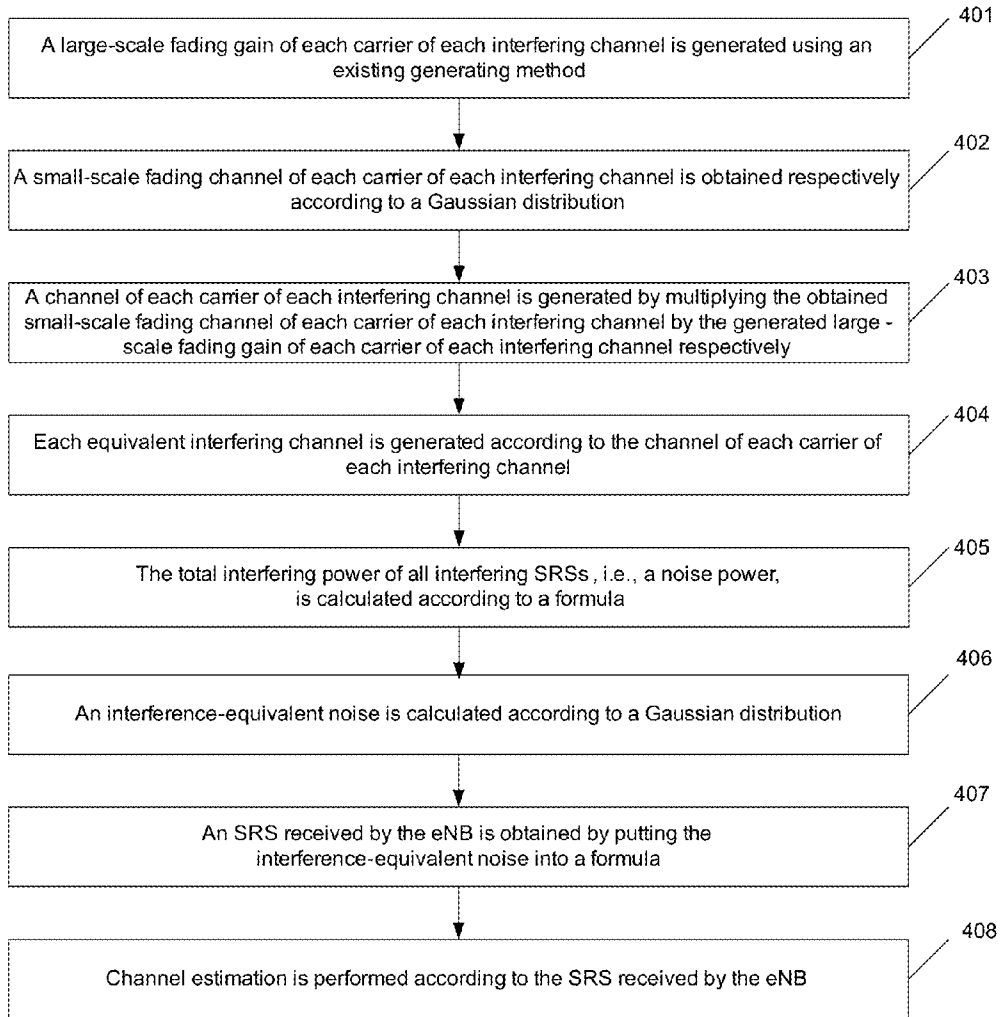 401
A large-scale fading gain of each carrier of each interfering channel is generated using an
existing generating method
402
A small-scale fading channel of each carrier of each interfering channel is obtained respectively
according to a Gaussian distribution
403
A channel of each carrier of each interfering channel is generated by multiplying the obtained
small-scale fading channel of each carrier of each interfering channel by the generated large -
scale fading gain of each carrier of each interfering channel respectively
404
Each equivalent interfering channel is generated according to the channel of each carrier of
each interfering channel
405
The total interfering power of all interfering SRSs , i.e., a noise power,
is calculated according to a formula
406
An interference-equivalent noise is calculated according to a Gaussian distribution
407
An SRS received by the eNB is obtained by putting the
interference-equivalent noise into a formula
408
Channel estimation is performed according to the SRS received by the eNB